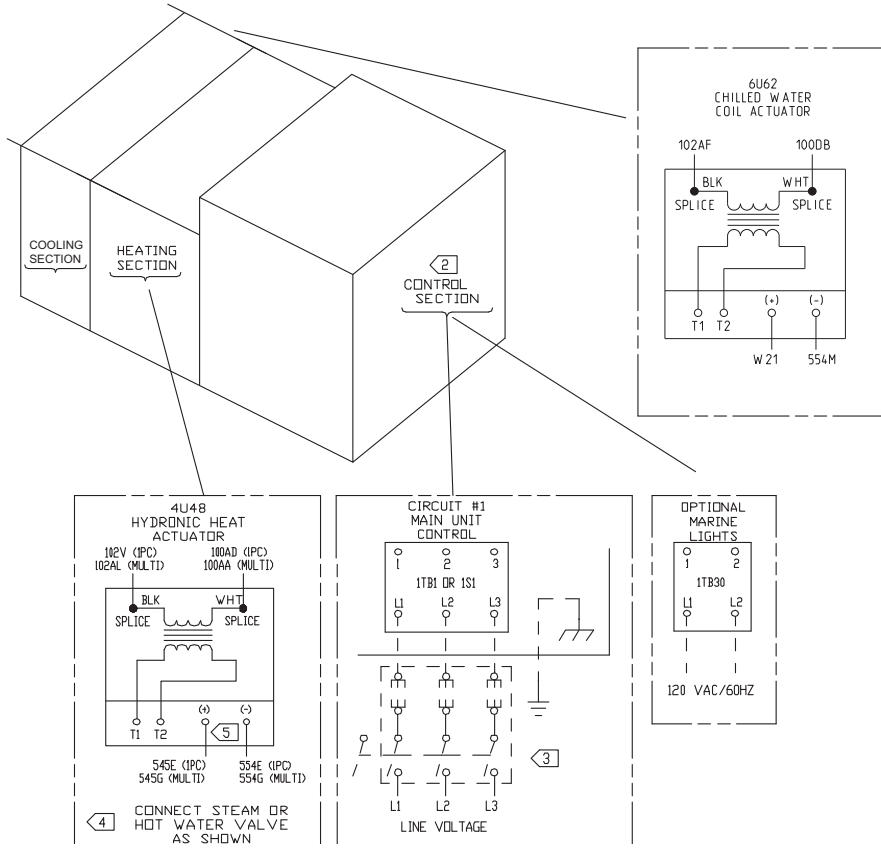 6U62
CHILLED WATER
COIL ACTUATOR
102AF 100DB
BLK WHT
SPLICE SPLICE
T1 T2 (+) (-)
W21 554M
COOLING
SECTION
HEATING
SECTION
2
CONTROL
SECTION
4U48
HYDRONIC HEAT
ACTUATOR
102V (1PC) 100AD (1PC)
102AL (MULTI) 100AA (MULTI)
BLK WHT
SPLICE SPLICE
T1 T2 (+) (-)
5
545E (1PC) 554E (1PC)
545G (MULTI) 554G (MULTI)
4
CONNECT STEAM OR
HOT WATER VALVE
AS SHOWN
CIRCUIT #1
MAIN UNIT
CONTROL
1 2 3
1TB1 OR 1S1
L1 L2 L3
3
L1 L2 L3
LINE VOLTAGE
OPTIONAL
MARINE
LIGHTS
1 2
1TB30
L1 L2
120 VAC/60HZ